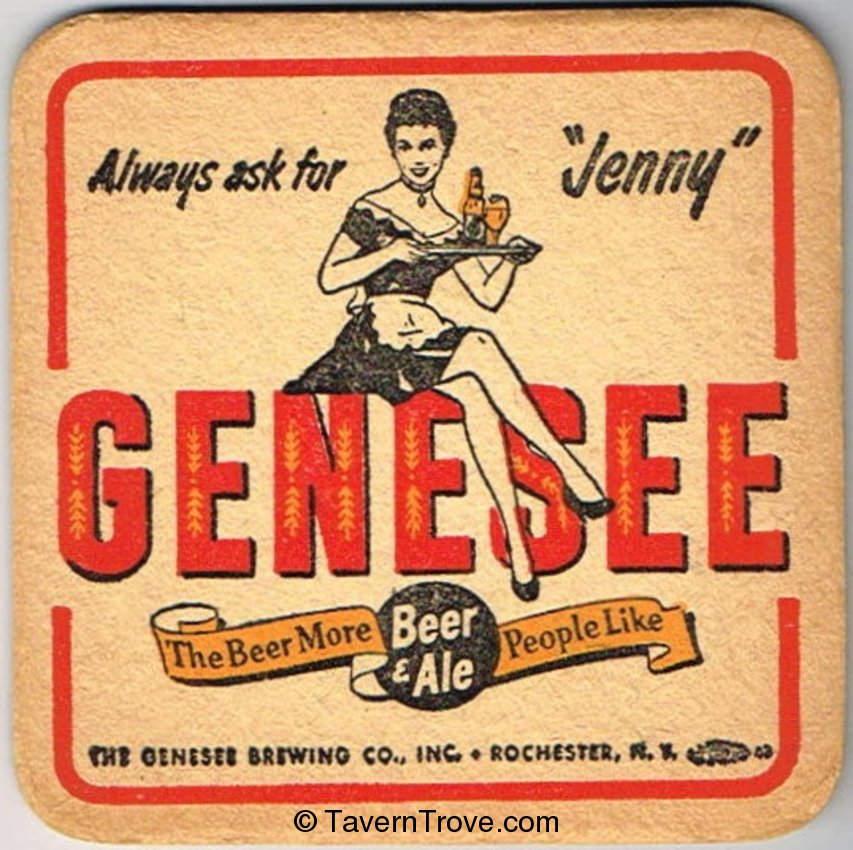 Always ask for "Jenny"
GENESEE
The Beer More Beer & Ale People Like
THE GENESEE BREWING CO., INC. • ROCHESTER, N. Y.
© TavernTrove.com